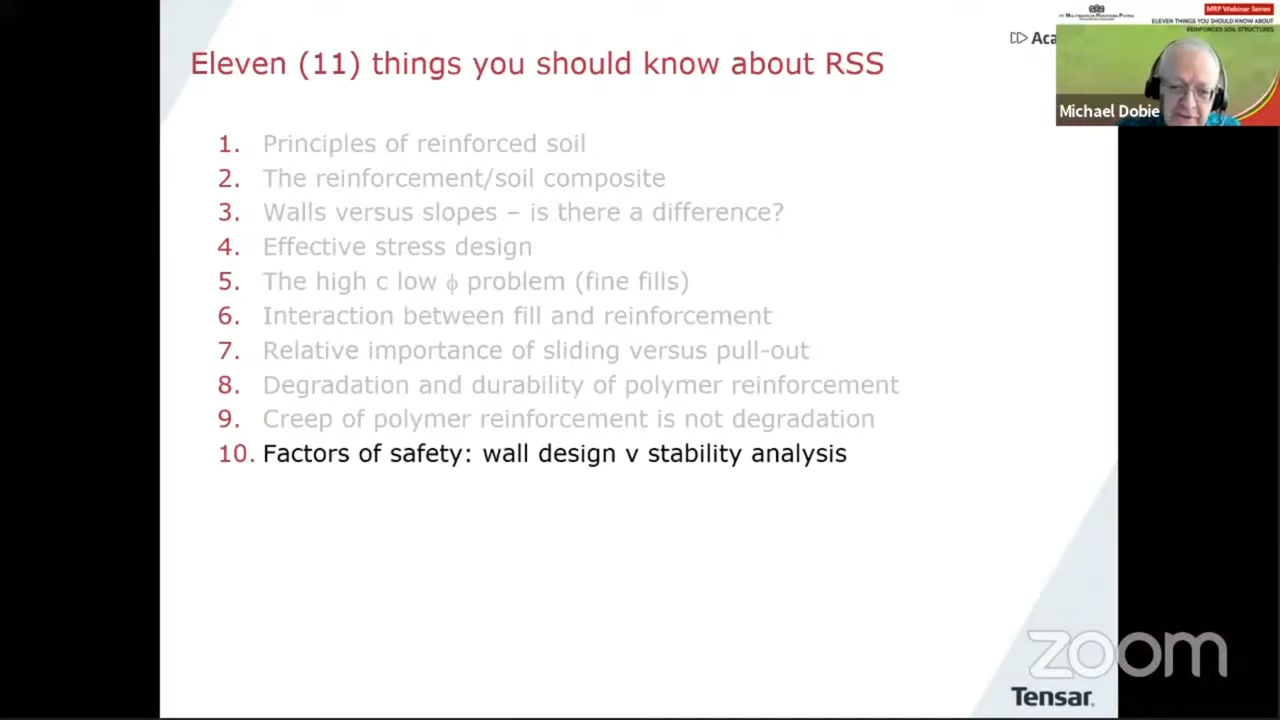 Eleven (11) things you should know about RSS
1. Principles of reinforced soil
2. The reinforcement/soil composite
3. Walls versus slopes – is there a difference?
4. Effective stress design
5. The high c low ϕ problem (fine fills)
6. Interaction between fill and reinforcement
7. Relative importance of sliding versus pull-out
8. Degradation and durability of polymer reinforcement
9. Creep of polymer reinforcement is not degradation
10. Factors of safety: wall design v stability analysis
Aca
MRP Webinar Series
ELEVEN THINGS YOU SHOULD KNOW ABOUT
REINFORCED SOIL STRUCTURES
Michael Dobie
zoom
Tensar